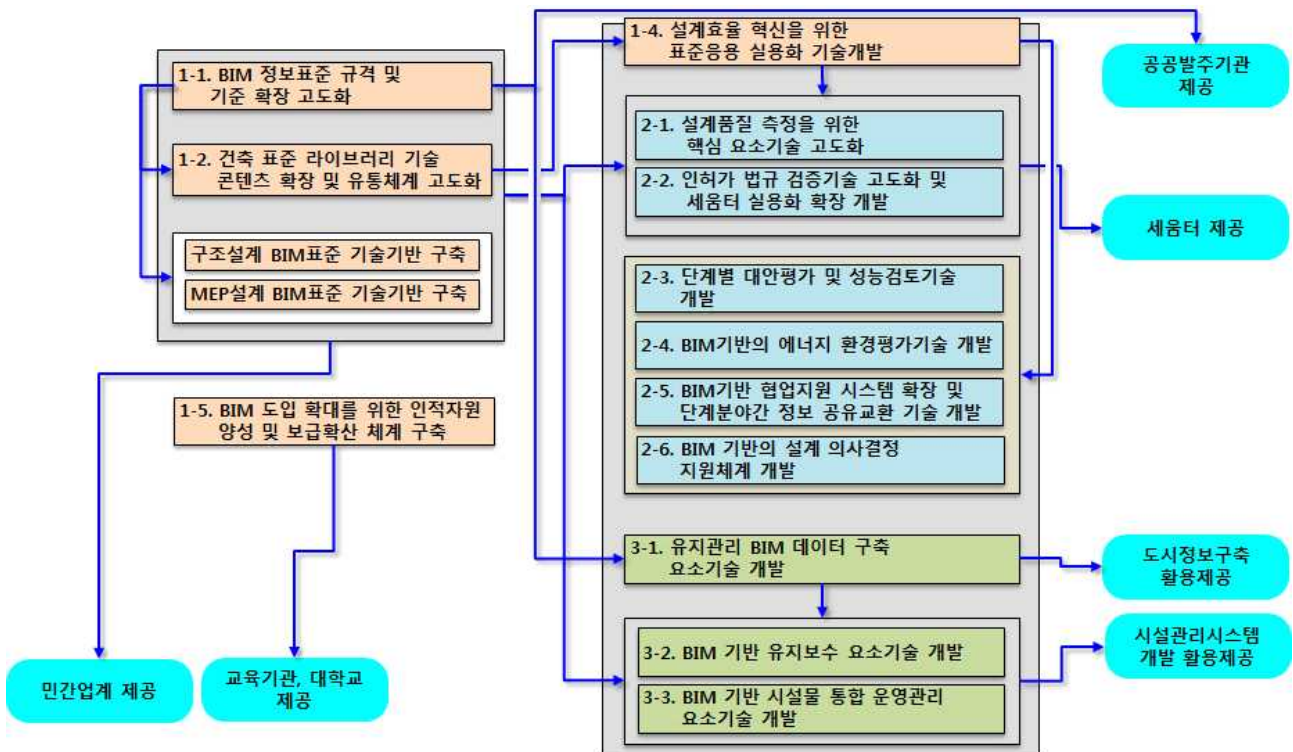 1-1. BIM 정보표준 규격 및
기준 확장 고도화
1-2. 건축 표준 라이브러리 기술
콘텐츠 확장 및 유통체계 고도화
구조설계 BIM표준 기술기반 구축
MEP설계 BIM표준 기술기반 구축
1-5. BIM 도입 확대를 위한 인적자원
양성 및 보급확산 체계 구축
민간업계 제공
교육기관, 대학교
제공
1-4. 설계효율 혁신을 위한
표준응용 실용화 기술개발
2-1. 설계품질 측정을 위한
핵심 요소기술 고도화
2-2. 인허가 법규 검증기술 고도화 및
세움터 실용화 확장 개발
2-3. 단계별 대안평가 및 성능검토기술
개발
2-4. BIM기반의 에너지 환경평가기술 개발
2-5. BIM기반 협업지원 시스템 확장 및
단계분야간 정보 공유교환 기술 개발
2-6. BIM 기반의 설계 의사결정
지원체계 개발
3-1. 유지관리 BIM 데이터 구축
요소기술 개발
3-2. BIM 기반 유지보수 요소기술 개발
3-3. BIM 기반 시설물 통합 운영관리
요소기술 개발
공공발주기관
제공
세움터 제공
도시정보구축
활용제공
시설관리시스템
개발 활용제공